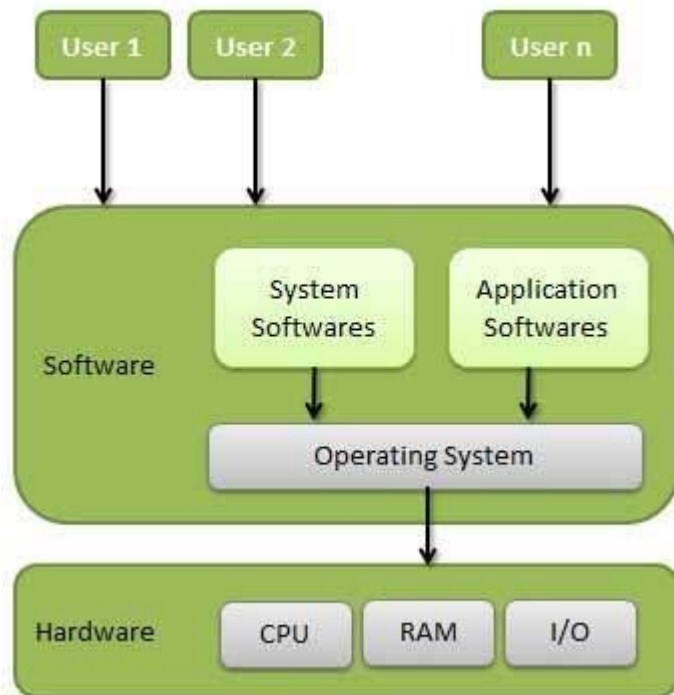 User 1
User 2
User n
System
Softwares
Application
Softwares
Software
Operating System
Hardware
CPU
RAM
I/O